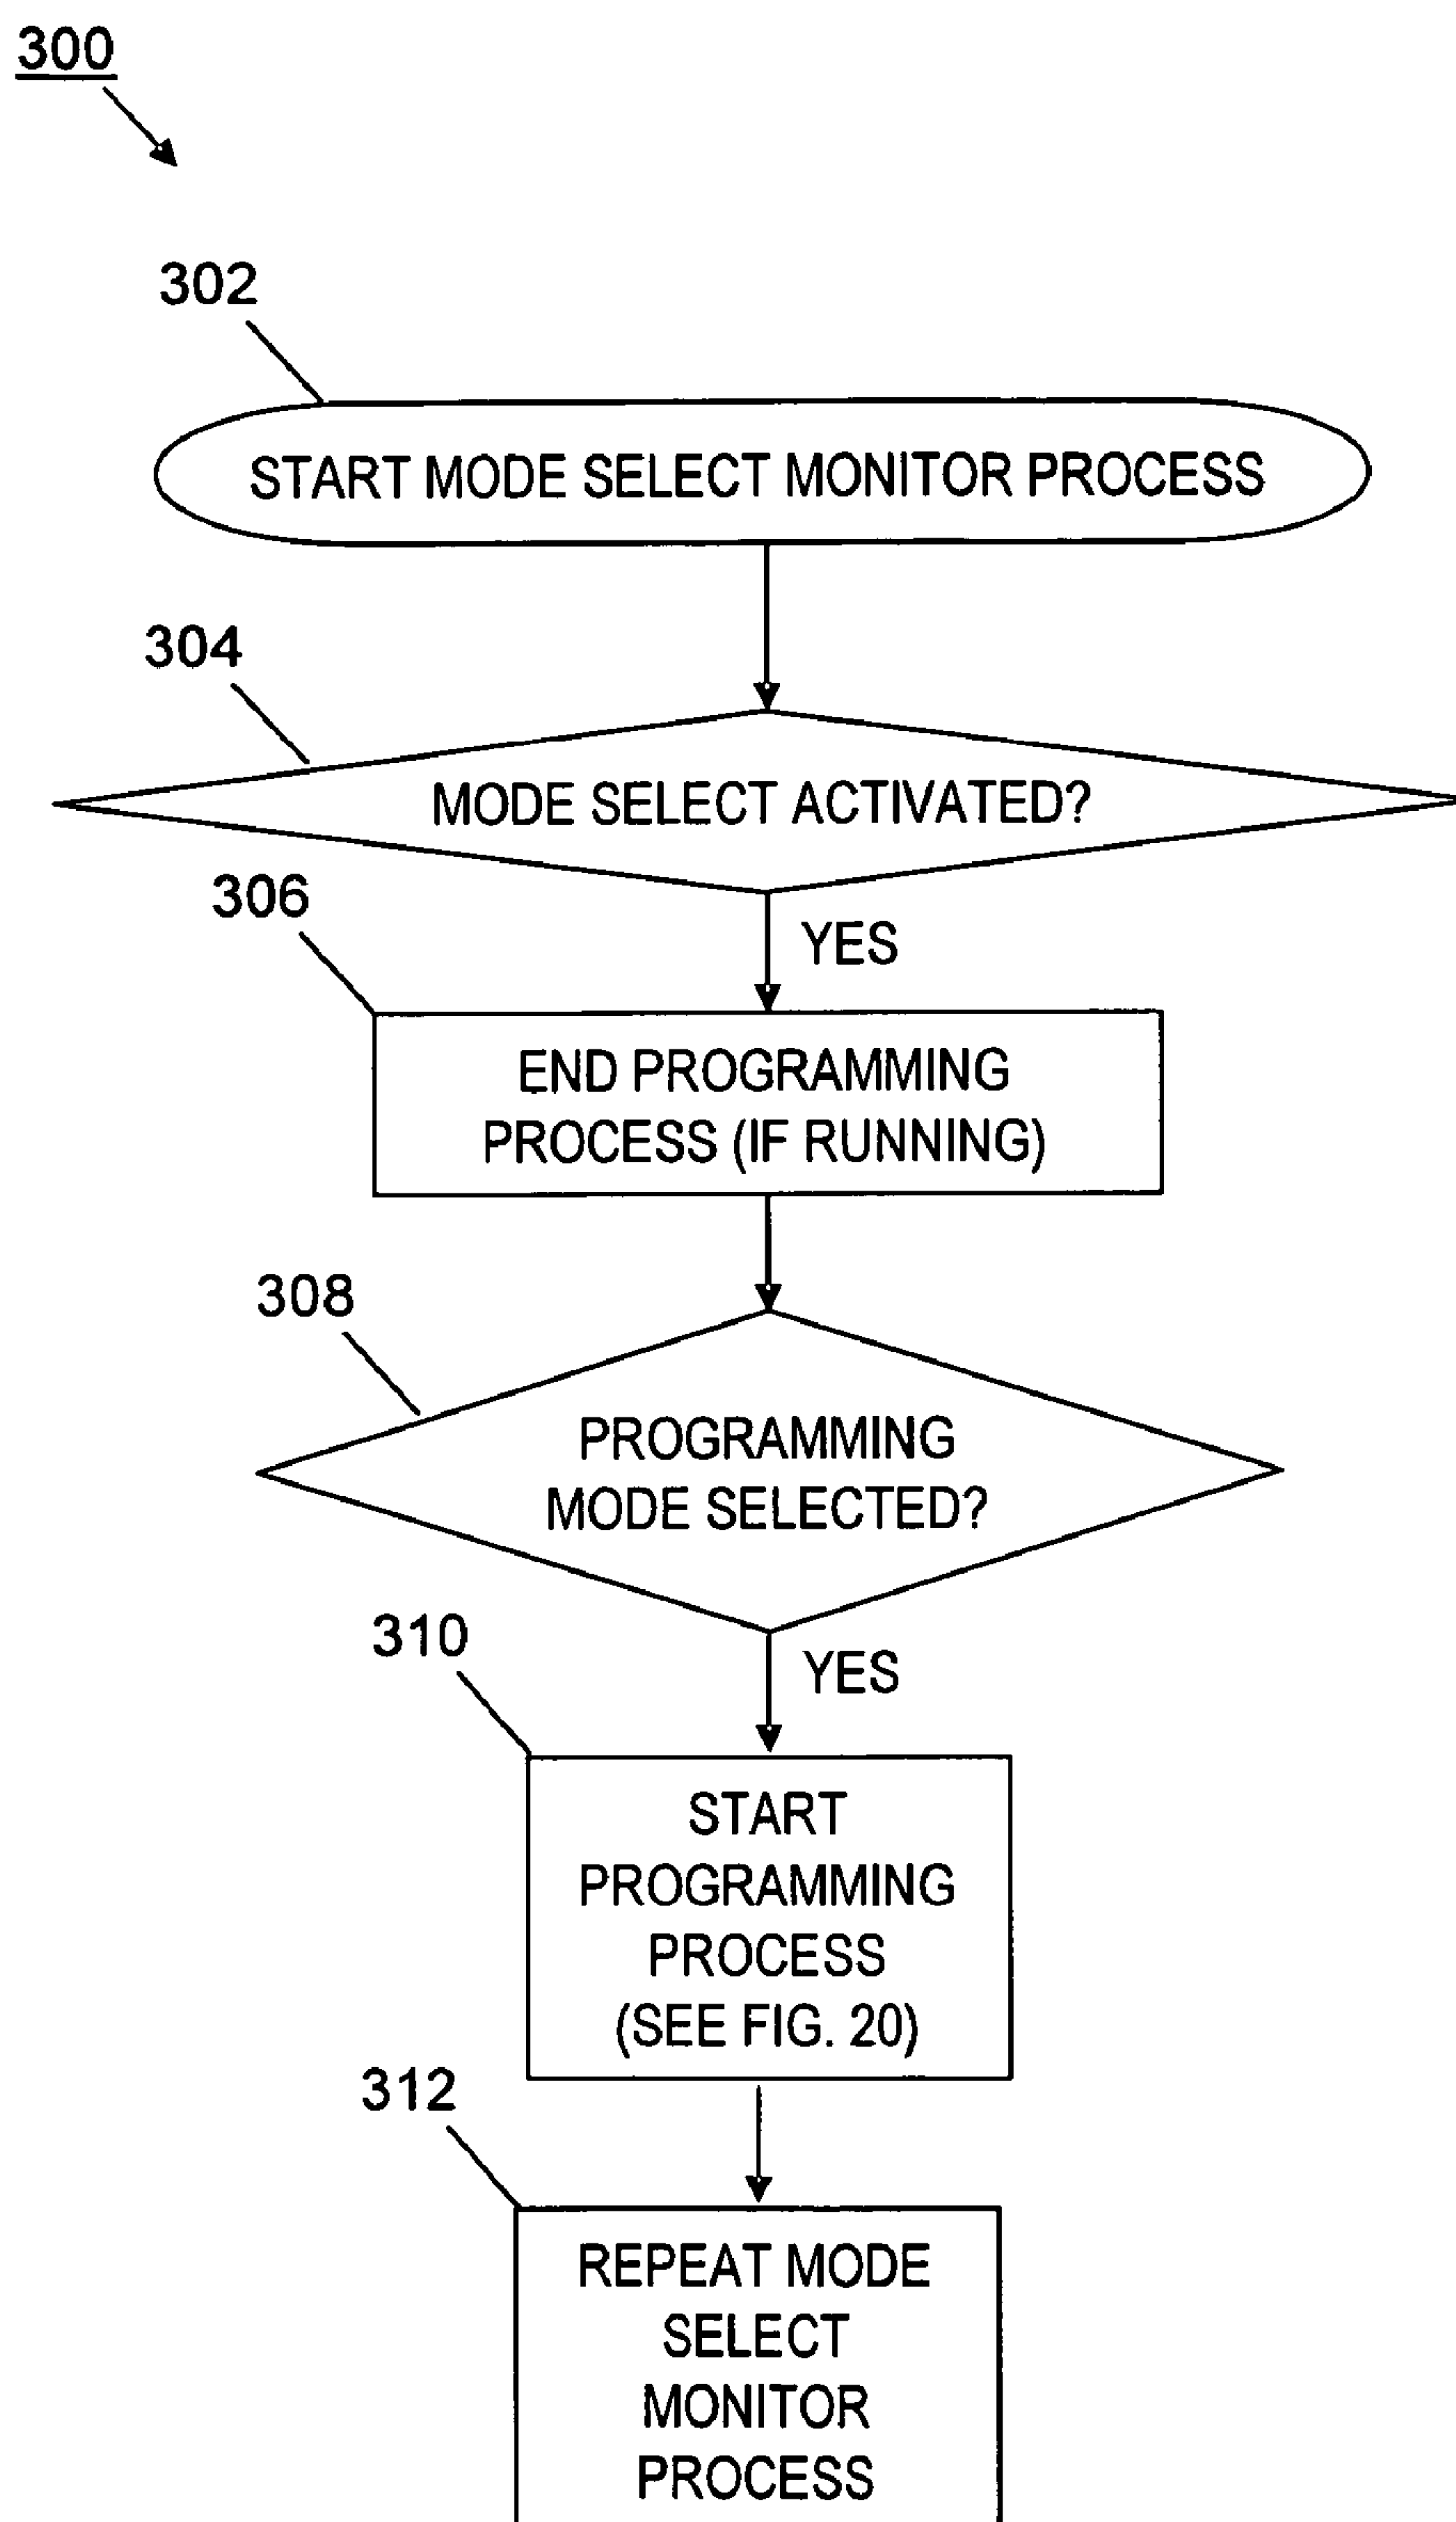 300
302
START MODE SELECT MONITOR PROCESS
304
MODE SELECT ACTIVATED?
YES
306
END PROGRAMMING
PROCESS (IF RUNNING)
308
PROGRAMMING
MODE SELECTED?
YES
310
START
PROGRAMMING
PROCESS
(SEE FIG. 20)
312
REPEAT MODE
SELECT
MONITOR
PROCESS